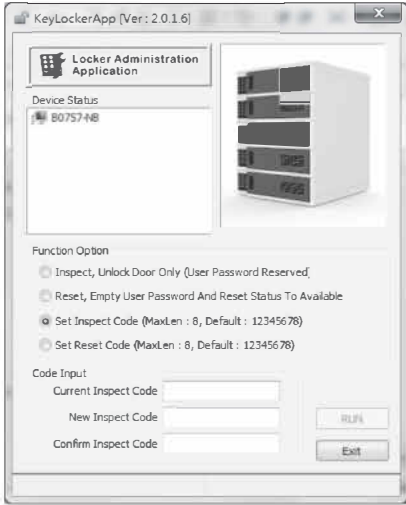 KeyLockerApp [Ver : 2.0.1.6]
Locker Administration
Application
Device Status
B0757-NB
Function Option
Inspect, Unlock Door Only (User Password Reserved)
Reset, Empty User Password And Reset Status To Available
Set Inspect Code (MaxLen : 8, Default : 12345678)
Set Reset Code (MaxLen : 8, Default : 12345678)
Code Input
Current Inspect Code
New Inspect Code
Confirm Inspect Code
RUN
Exit